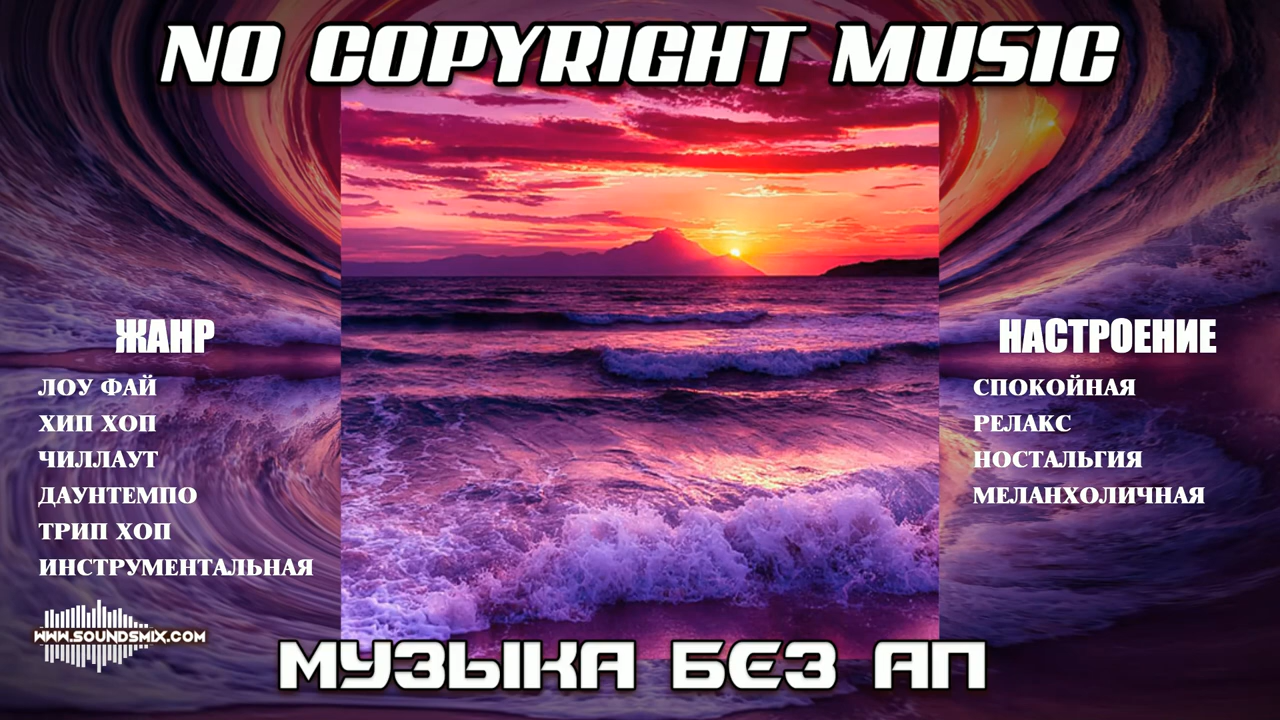 NO COPYRIGHT MUSIC
ЖАНР
ЛОУ ФАЙ
ХИП ХОП
ЧИЛЛАУТ
ДАУНТЕМПО
ТРИП ХОП
ИНСТРУМЕНТАЛЬНАЯ
НАСТРОЕНИЕ
СПОКОЙНАЯ
РЕЛАКС
НОСТАЛЬГИЯ
МЕЛАНХОЛИЧНАЯ
WWW.SOUNDSMIX.COM
МУЗЫКА БЕЗ АП